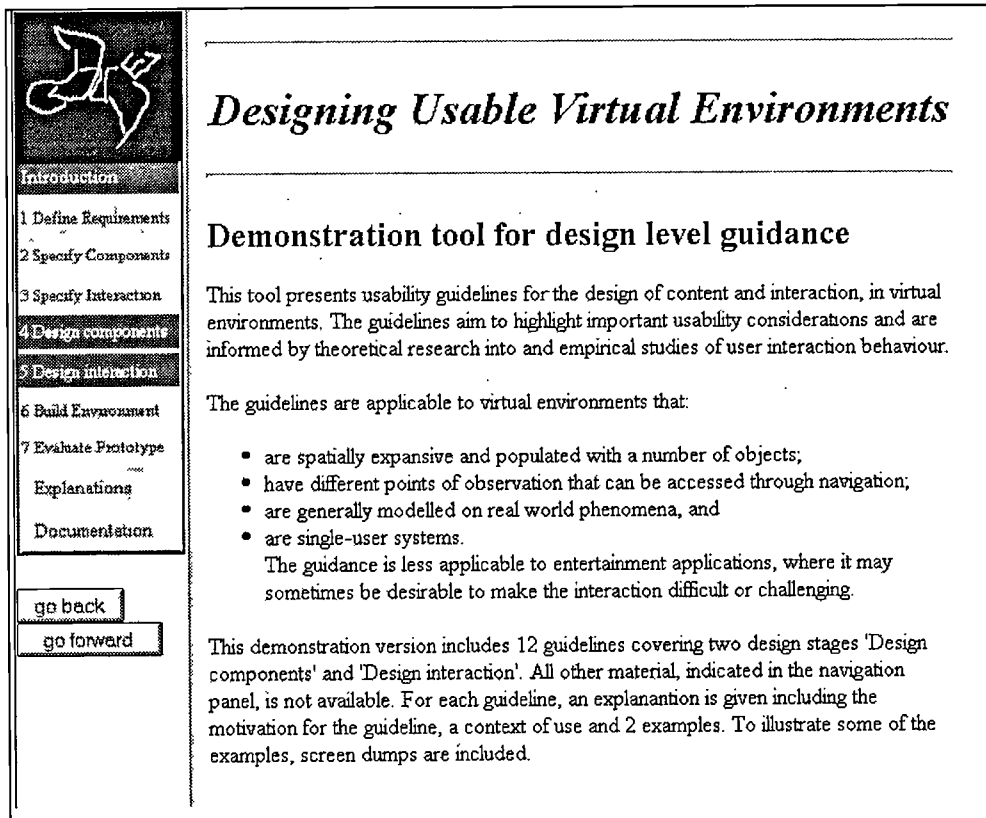 Introduction
1 Define Requirements
2 Specify Components
3 Specify Interaction
4 Design components
5 Design interaction
6 Build Environment
7 Evaluate Prototype
Explanations
Documentation
go back
go forward
Designing Usable Virtual Environments
Demonstration tool for design level guidance
This tool presents usability guidelines for the design of content and interaction, in virtual
environments. The guidelines aim to highlight important usability considerations and are
informed by theoretical research into and empirical studies of user interaction behaviour.
The guidelines are applicable to virtual environments that:
• are spatially expansive and populated with a number of objects;
• have different points of observation that can be accessed through navigation;
• are generally modelled on real world phenomena, and
• are single-user systems.
The guidance is less applicable to entertainment applications, where it may
sometimes be desirable to make the interaction difficult or challenging.
This demonstration version includes 12 guidelines covering two design stages 'Design
components' and 'Design interaction'. All other material, indicated in the navigation
panel, is not available. For each guideline, an explanantion is given including the
motivation for the guideline, a context of use and 2 examples. To illustrate some of the
examples, screen dumps are included.